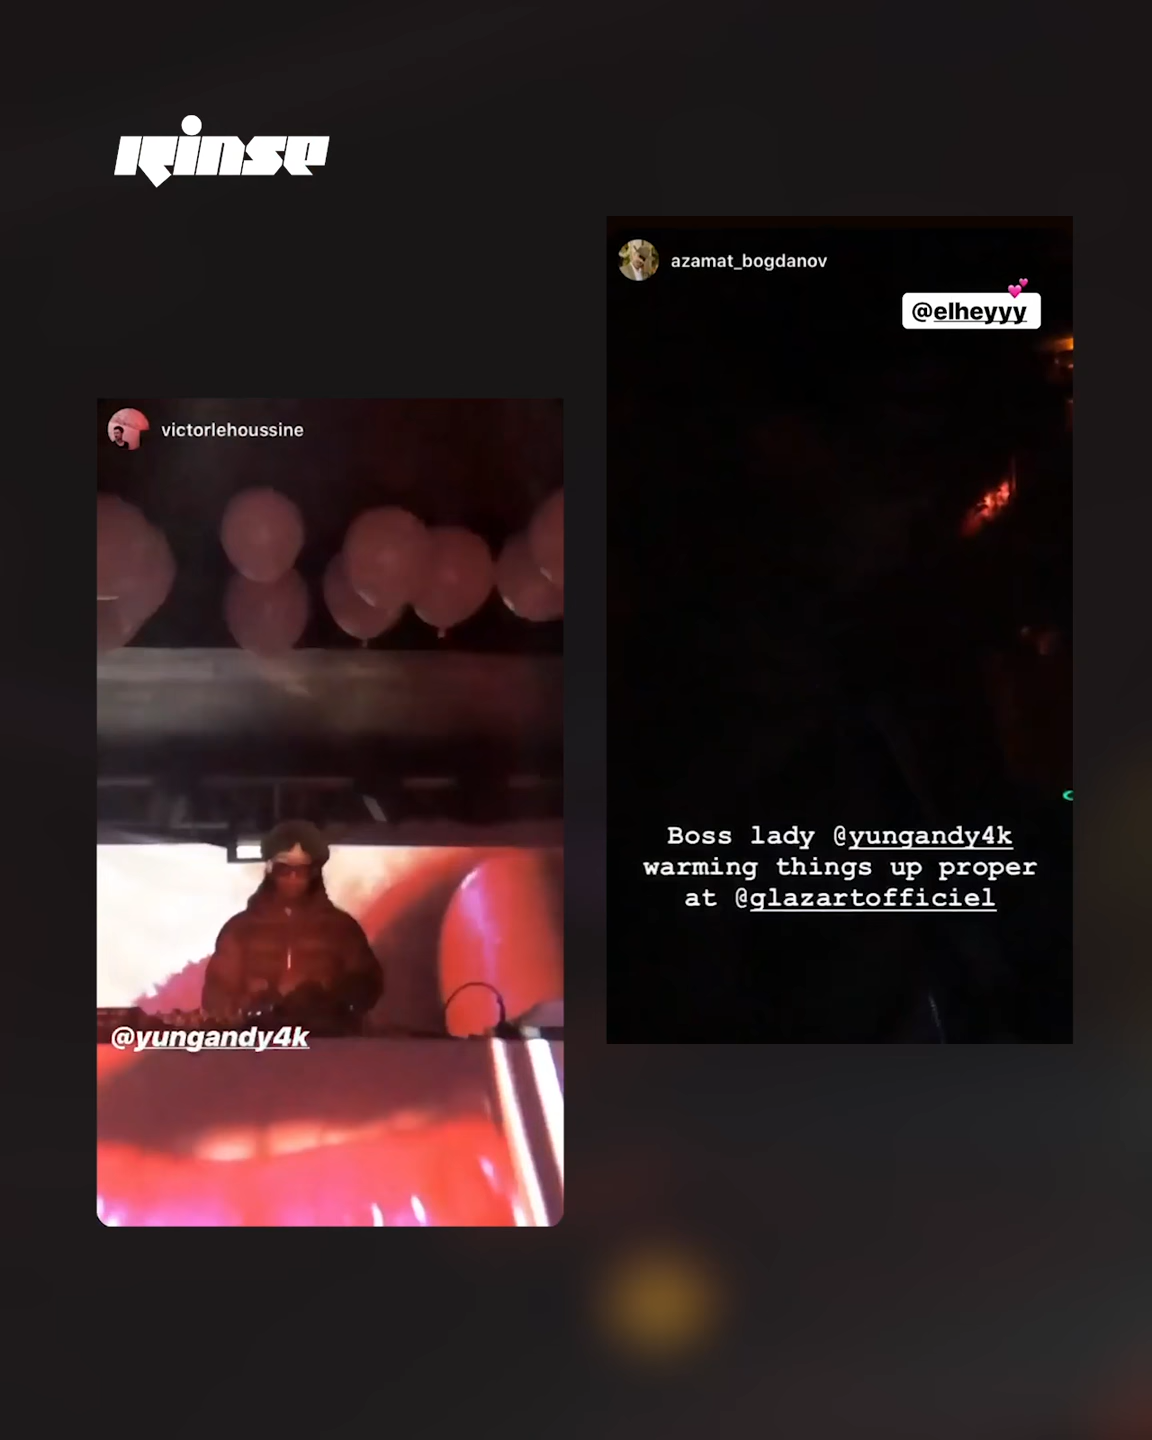 rinse
azamat_bogdanov
@elheyyy
victorlehoussine
Boss lady @yungandy4k
warming things up proper
at @glazartofficiel
@yungandy4k